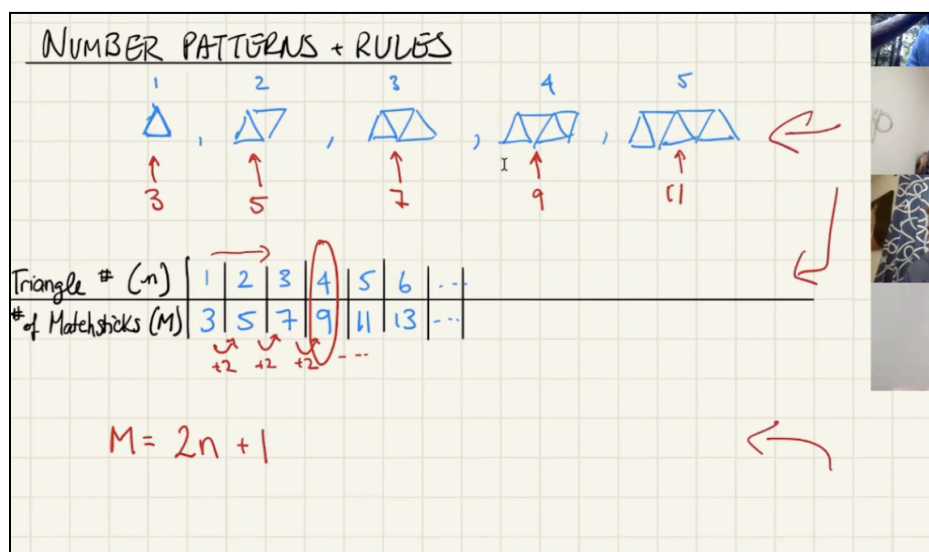 NUMBER PATTERNS + RULES
1 2 3 4 5
, , , ,
3 5 7 9 11
Triangle # (n) 1 2 3 4 5 6 ...
# of Matchsticks (M) 3 5 7 9 11 13 ...
+2 +2 +2 ...
M = 2n + 1